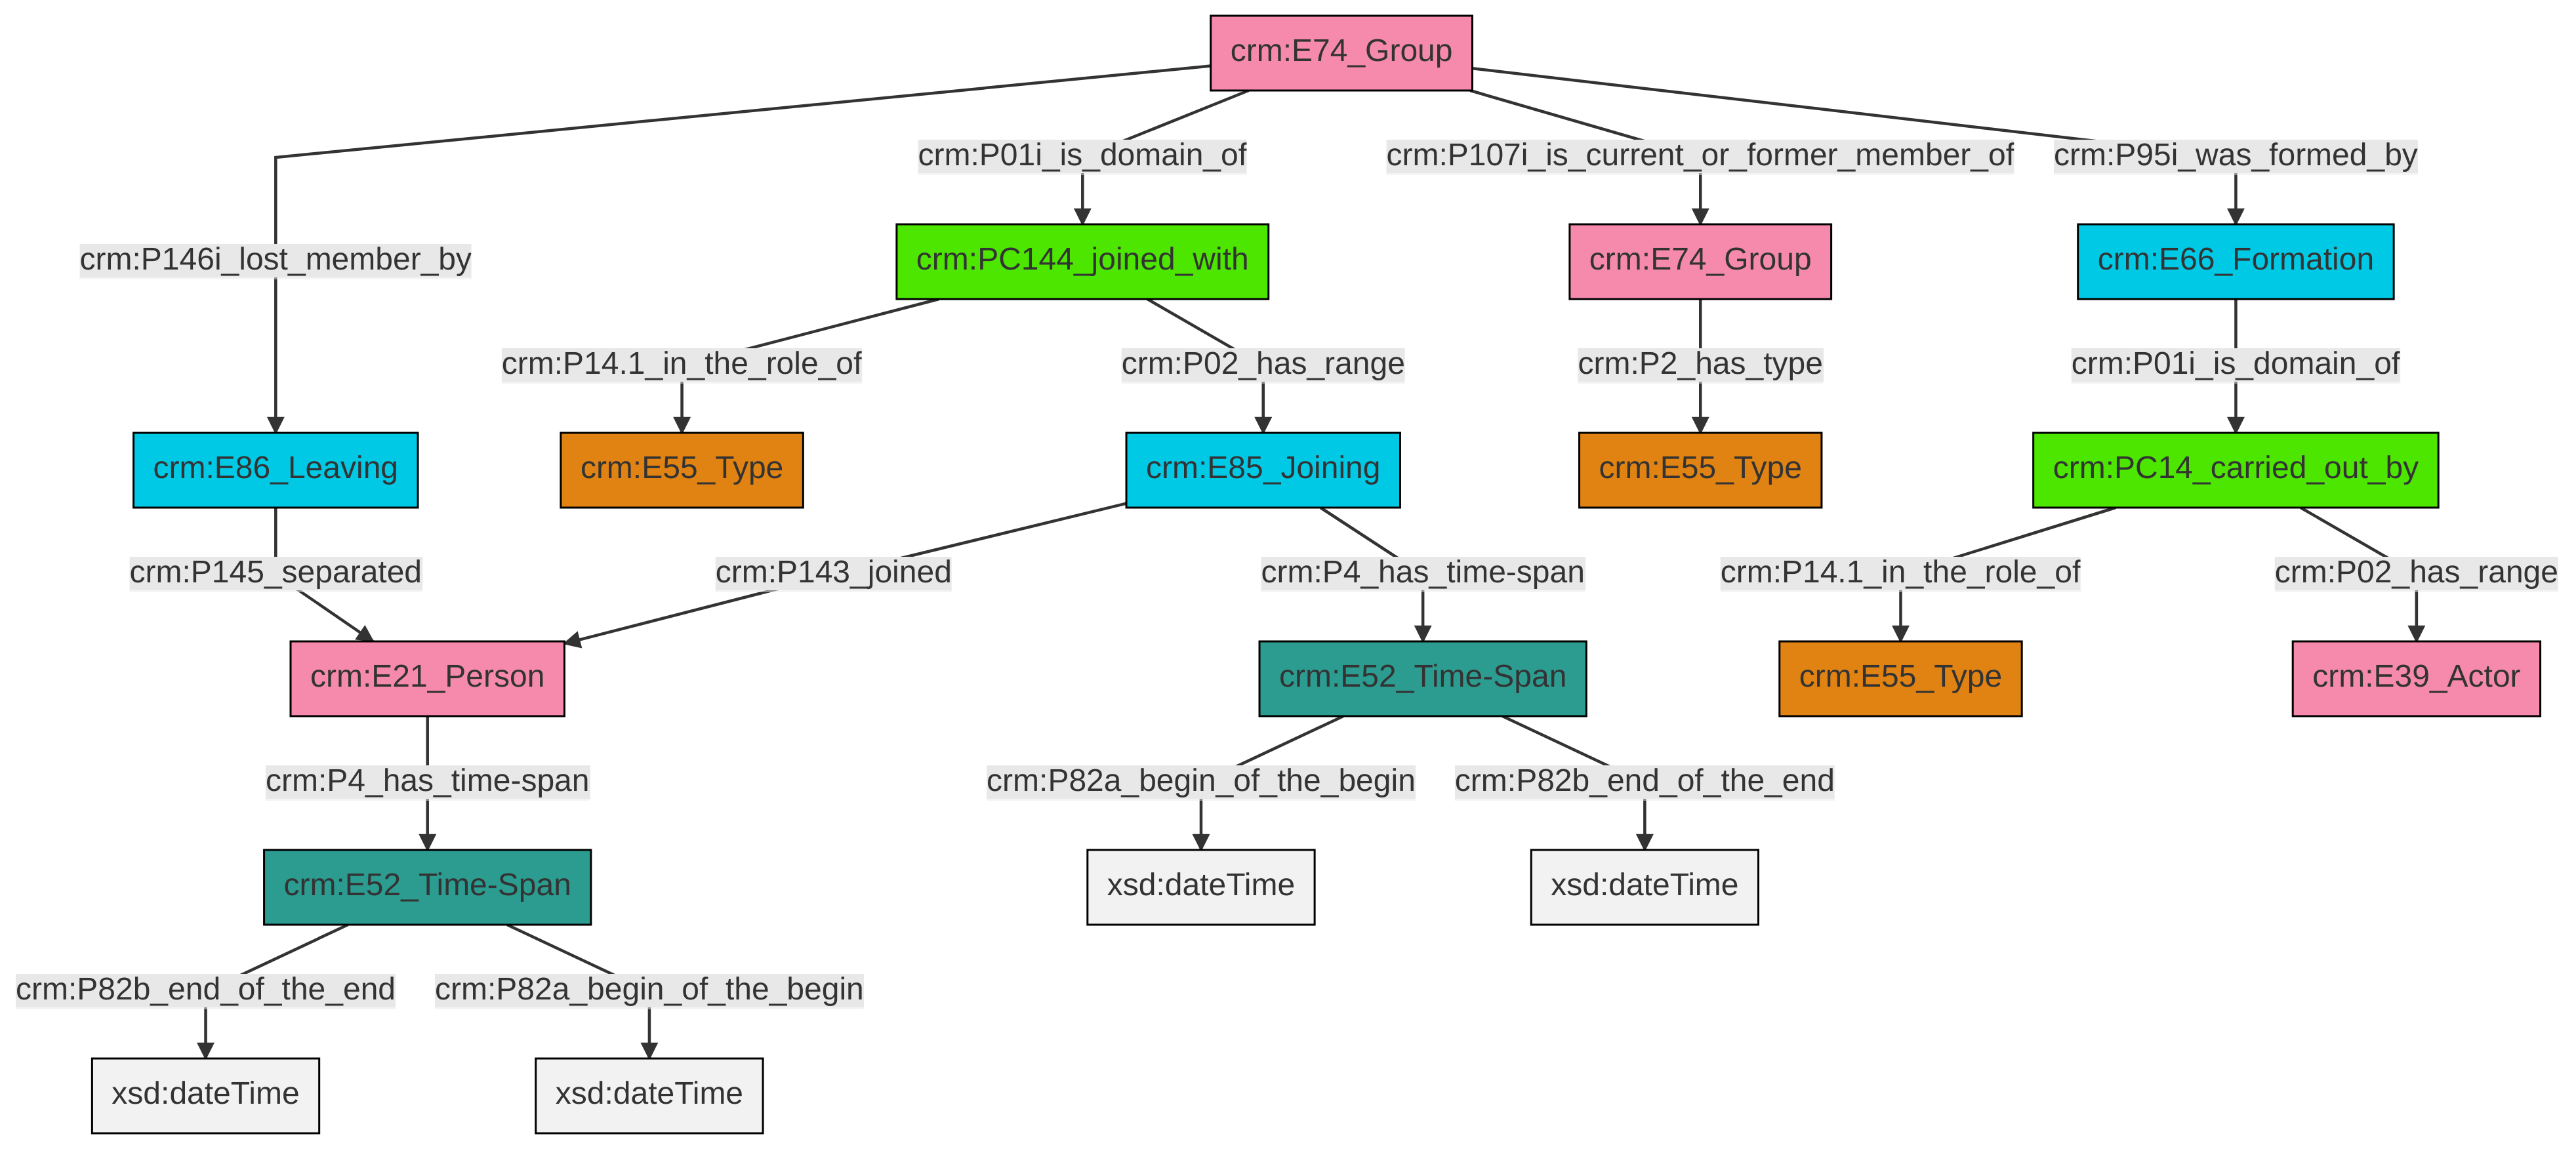 crm:E74_Group
crm:P01i_is_domain_of
crm:P107i_is_current_or_former_member_of
crm:P95i_was_formed_by
crm:P146i_lost_member_by
crm:PC144_joined_with
crm:E74_Group
crm:E66_Formation
crm:P14.1_in_the_role_of
crm:P02_has_range
crm:P2_has_type
crm:P01i_is_domain_of
crm:E86_Leaving
crm:E55_Type
crm:E85_Joining
crm:E55_Type
crm:PC14_carried_out_by
crm:P145_separated
crm:P143_joined
crm:P4_has_time-span
crm:P14.1_in_the_role_of
crm:P02_has_range
crm:E21_Person
crm:E52_Time-Span
crm:E55_Type
crm:E39_Actor
crm:P4_has_time-span
crm:P82a_begin_of_the_begin
crm:P82b_end_of_the_end
crm:E52_Time-Span
xsd:dateTime
xsd:dateTime
crm:P82b_end_of_the_end
crm:P82a_begin_of_the_begin
xsd:dateTime
xsd:dateTime